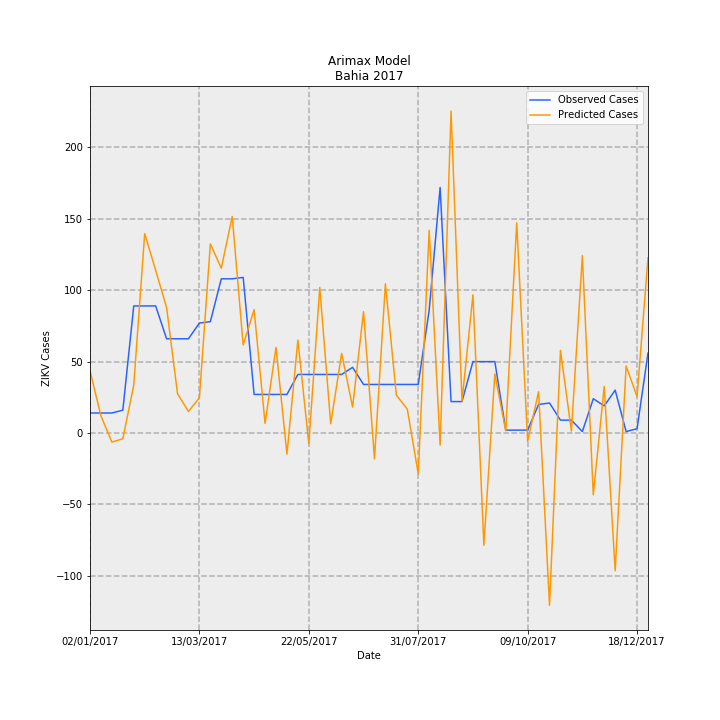 Arimax Model
Bahia 2017
Observed Cases
Predicted Cases
ZIKV Cases
200
150
100
50
0
−50
−100
02/01/2017 13/03/2017 22/05/2017 31/07/2017 09/10/2017 18/12/2017
Date